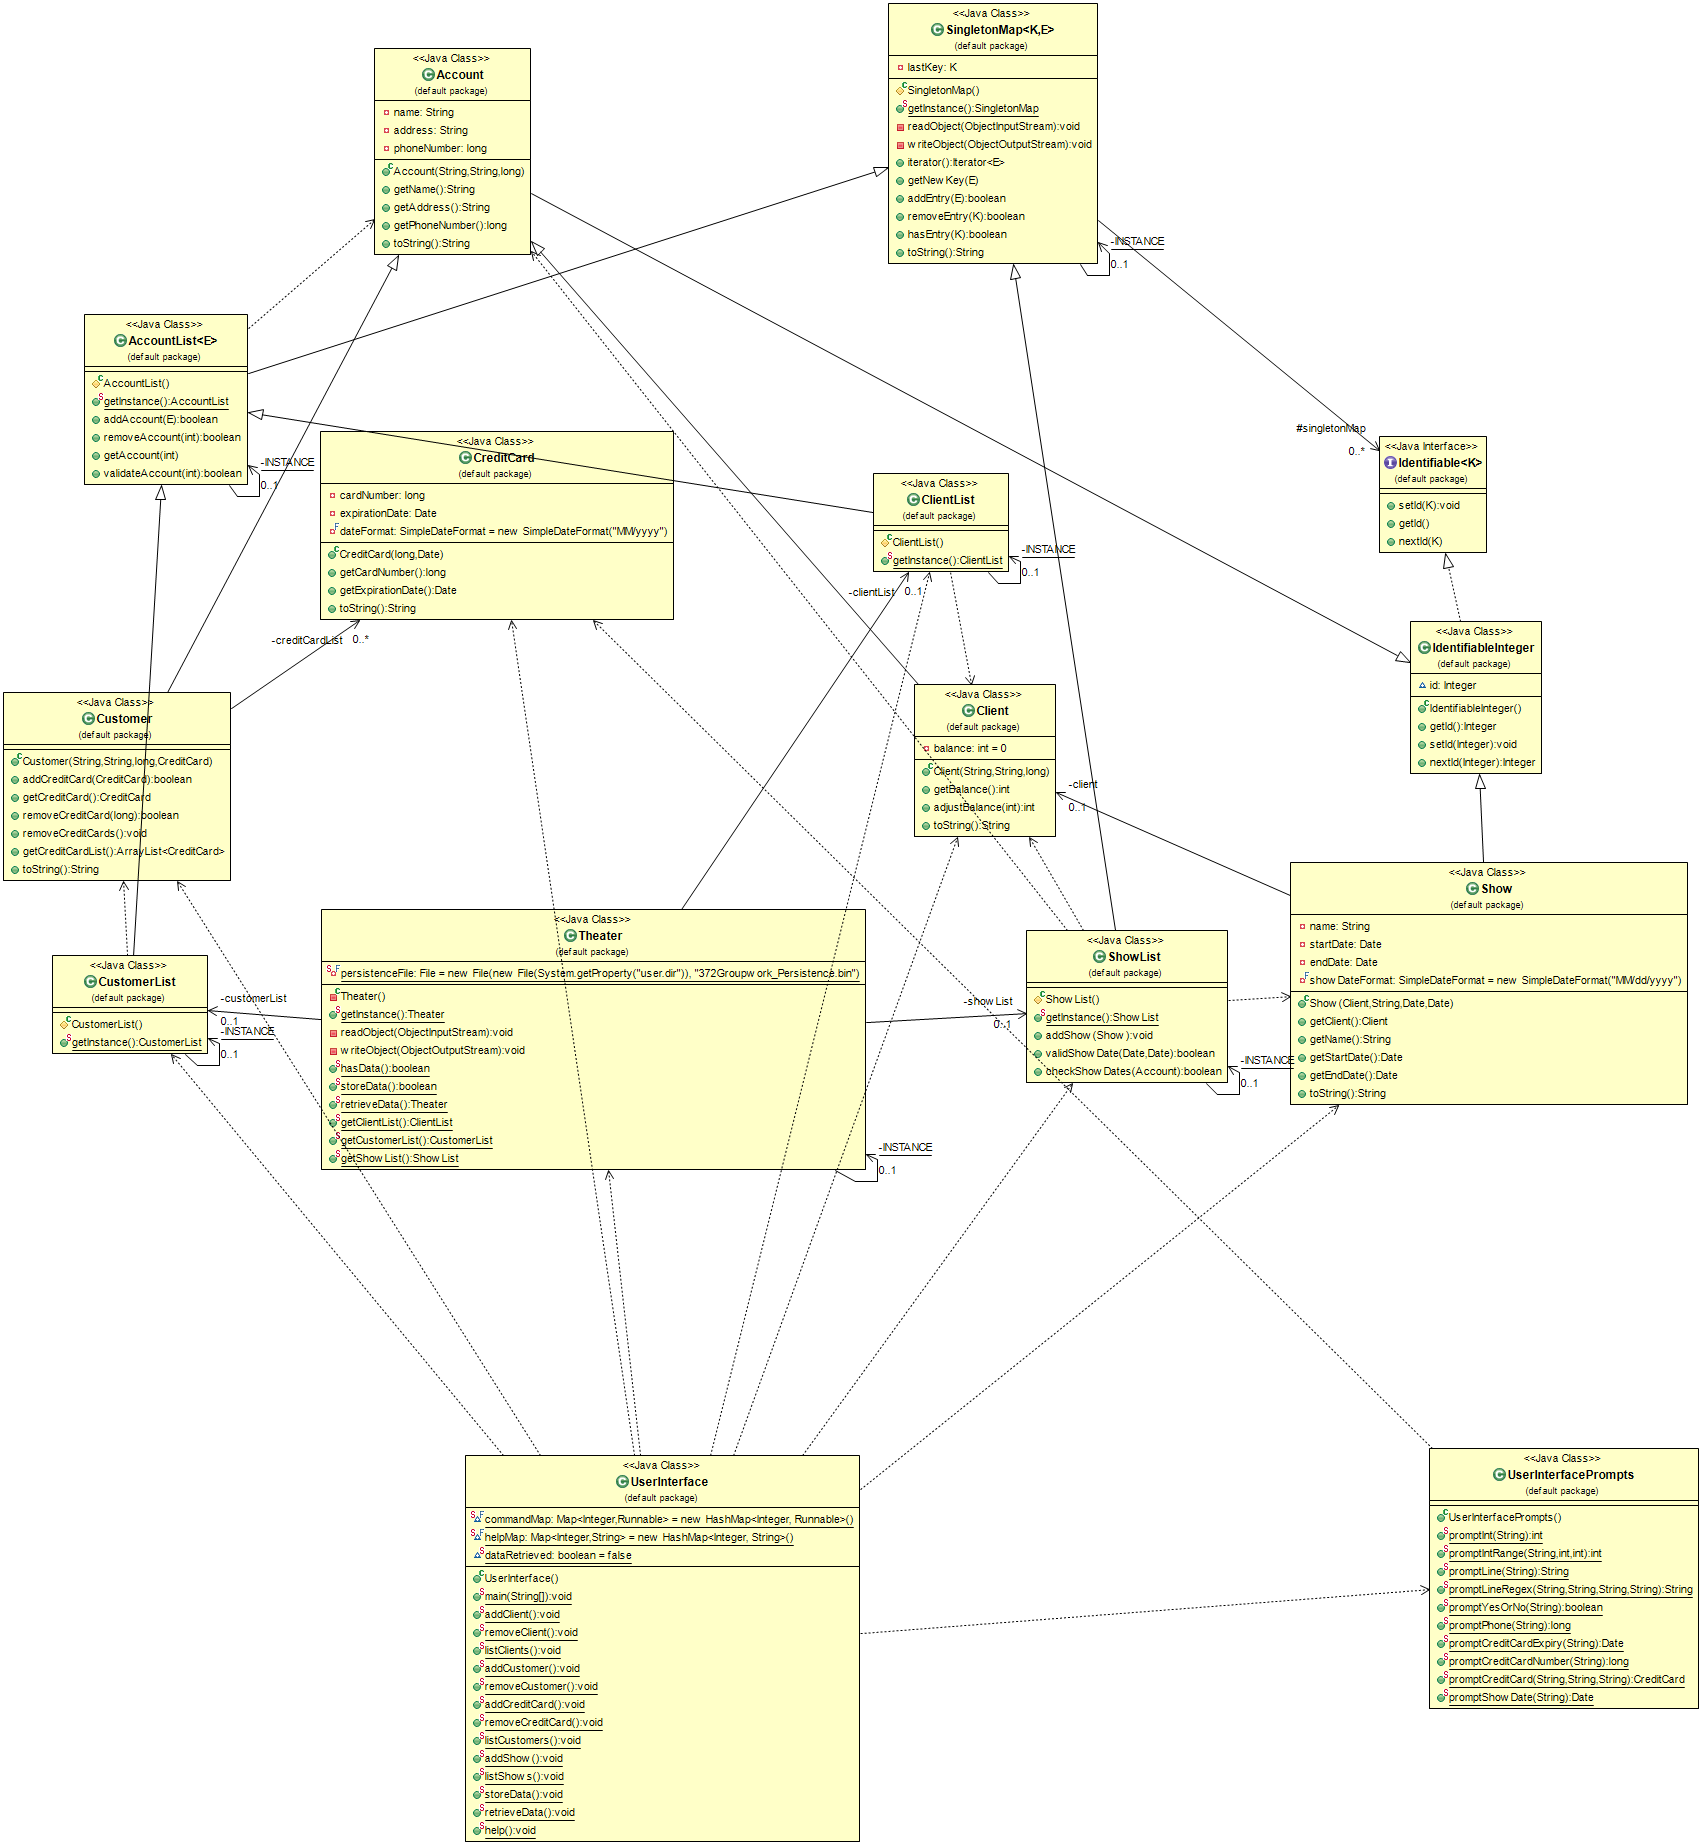 <<Java Class>>
SingletonMap<K,E>
(default package)
lastKey: K
SingletonMap()
getInstance():SingletonMap
readObject(ObjectInputStream):void
writeObject(ObjectOutputStream):void
iterator():Iterator<E>
getNewKey(E)
addEntry(E):boolean
removeEntry(K):boolean
hasEntry(K):boolean
toString():String
-INSTANCE
0..1
<<Java Class>>
Account
(default package)
name: String
address: String
phoneNumber: long
Account(String,String,long)
getName():String
getAddress():String
getPhoneNumber():long
toString():String
<<Java Class>>
AccountList<E>
(default package)
AccountList()
getInstance():AccountList
addAccount(E):boolean
removeAccount(int):boolean
getAccount(int)
validateAccount(int):boolean
-INSTANCE
0..1
<<Java Class>>
CreditCard
(default package)
cardNumber: long
expirationDate: Date
dateFormat: SimpleDateFormat = new SimpleDateFormat("MM/yyyy")
CreditCard(long,Date)
getCardNumber():long
getExpirationDate():Date
toString():String
-creditCardList
0..*
<<Java Class>>
ClientList
(default package)
ClientList()
getInstance():ClientList
-INSTANCE
0..1
-clientList
0..1
#singletonMap
0..*
<<Java Interface>>
Identifiable<K>
(default package)
setId(K):void
getId()
nextId(K)
<<Java Class>>
IdentifiableInteger
(default package)
id: Integer
IdentifiableInteger()
getId():Integer
setId(Integer):void
nextId(Integer):Integer
<<Java Class>>
Customer
(default package)
Customer(String,String,long,CreditCard)
addCreditCard(CreditCard):boolean
getCreditCard():CreditCard
removeCreditCard(long):boolean
removeCreditCards():void
getCreditCardList():ArrayList<CreditCard>
toString():String
<<Java Class>>
Client
(default package)
balance: int = 0
Client(String,String,long)
getBalance():int
adjustBalance(int):int
toString():String
-client
0..1
<<Java Class>>
Show
(default package)
name: String
startDate: Date
endDate: Date
showDateFormat: SimpleDateFormat = new SimpleDateFormat("MM/dd/yyyy")
Show(Client,String,Date,Date)
getClient():Client
getName():String
getStartDate():Date
getEndDate():Date
toString():String
<<Java Class>>
CustomerList
(default package)
CustomerList()
getInstance():CustomerList
-customerList
0..1
-INSTANCE
0..1
<<Java Class>>
Theater
(default package)
persistenceFile: File = new File(new File(System.getProperty("user.dir")), "372Groupwork_Persistence.bin")
Theater()
getInstance():Theater
readObject(ObjectInputStream):void
writeObject(ObjectOutputStream):void
hasData():boolean
storeData():boolean
retrieveData():Theater
getClientList():ClientList
getCustomerList():CustomerList
getShowList():ShowList
-INSTANCE
0..1
-showList
0..1
<<Java Class>>
ShowList
(default package)
ShowList()
getInstance():ShowList
addShow(Show):void
validShowDate(Date,Date):boolean
checkShowDates(Account):boolean
-INSTANCE
0..1
<<Java Class>>
UserInterface
(default package)
commandMap: Map<Integer,Runnable> = new HashMap<Integer, Runnable>()
helpMap: Map<Integer,String> = new HashMap<Integer, String>()
dataRetrieved: boolean = false
UserInterface()
main(String[]):void
addClient():void
removeClient():void
listClients():void
addCustomer():void
removeCustomer():void
addCreditCard():void
removeCreditCard():void
listCustomers():void
addShow():void
listShows():void
storeData():void
retrieveData():void
help():void
<<Java Class>>
UserInterfacePrompts
(default package)
UserInterfacePrompts()
promptInt(String):int
promptIntRange(String,int,int):int
promptLine(String):String
promptLineRegex(String,String,String,String):String
promptYesOrNo(String):boolean
promptPhone(String):long
promptCreditCardExpiry(String):Date
promptCreditCardNumber(String):long
promptCreditCard(String,String,String):CreditCard
promptShowDate(String):Date